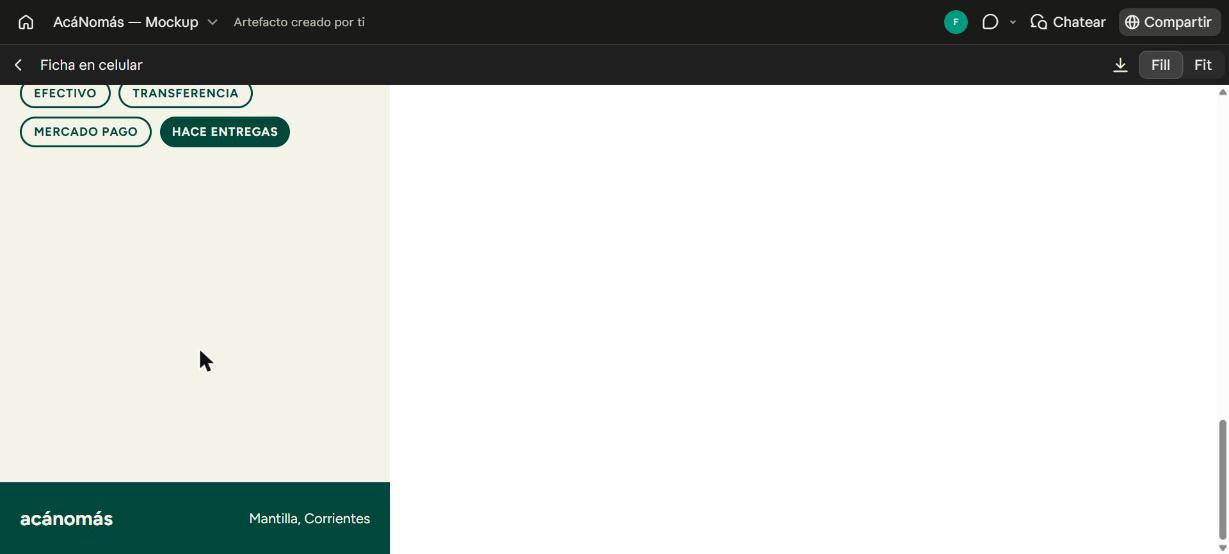 AcáNomás — Mockup Artefacto creado por ti F Chatear Compartir
Ficha en celular Fill Fit
EFECTIVO TRANSFERENCIA
MERCADO PAGO HACE ENTREGAS
acánomás Mantilla, Corrientes